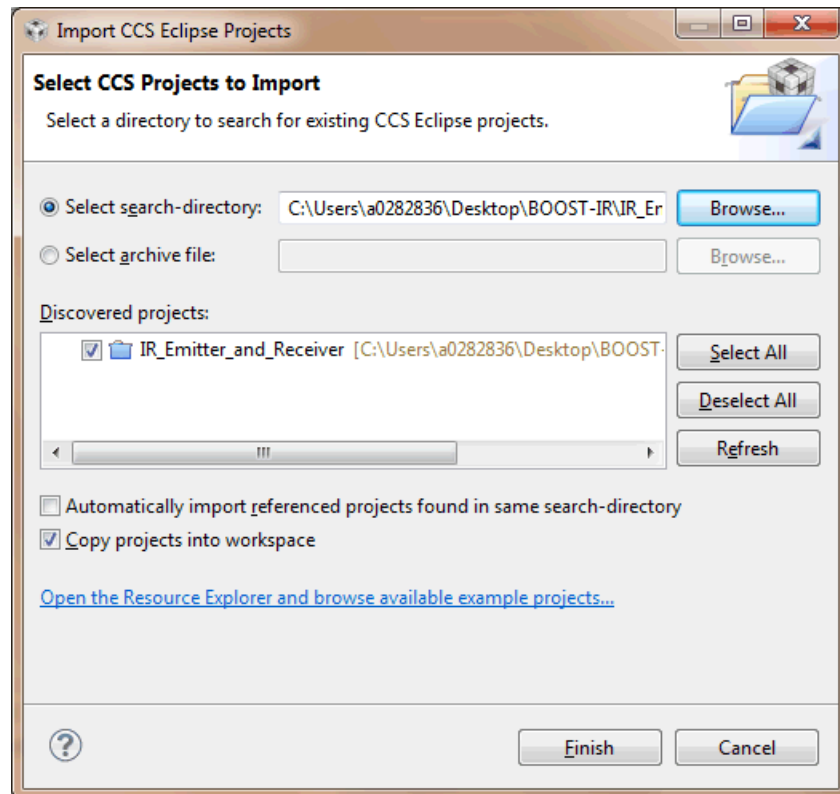 Import CCS Eclipse Projects
Select CCS Projects to Import
Select a directory to search for existing CCS Eclipse projects.
Select search-directory: C:\Users\a0282836\Desktop\BOOST-IR\IR_Er Browse...
Select archive file: Browse...
Discovered projects:
IR_Emitter_and_Receiver [C:\Users\a0282836\Desktop\BOOST- Select All
Deselect All
Refresh
Automatically import referenced projects found in same search-directory
Copy projects into workspace
Open the Resource Explorer and browse available example projects...
? Finish Cancel